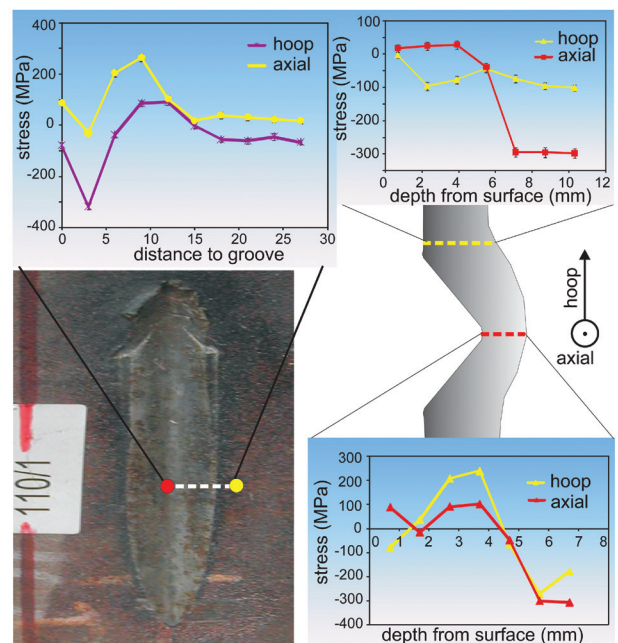 400
200
0
-200
-400
stress (MPa)
hoop
axial
0 5 10 15 20 25 30
distance to groove
100
0
-100
-200
-300
stress (MPa)
hoop
axial
0 2 4 6 8 10 12
depth from surface (mm)
hoop
axial
110/1
300
200
100
0
-100
-200
-300
-400
stress (MPa)
hoop
axial
1 2 3 4 5 6 7 8
depth from surface (mm)